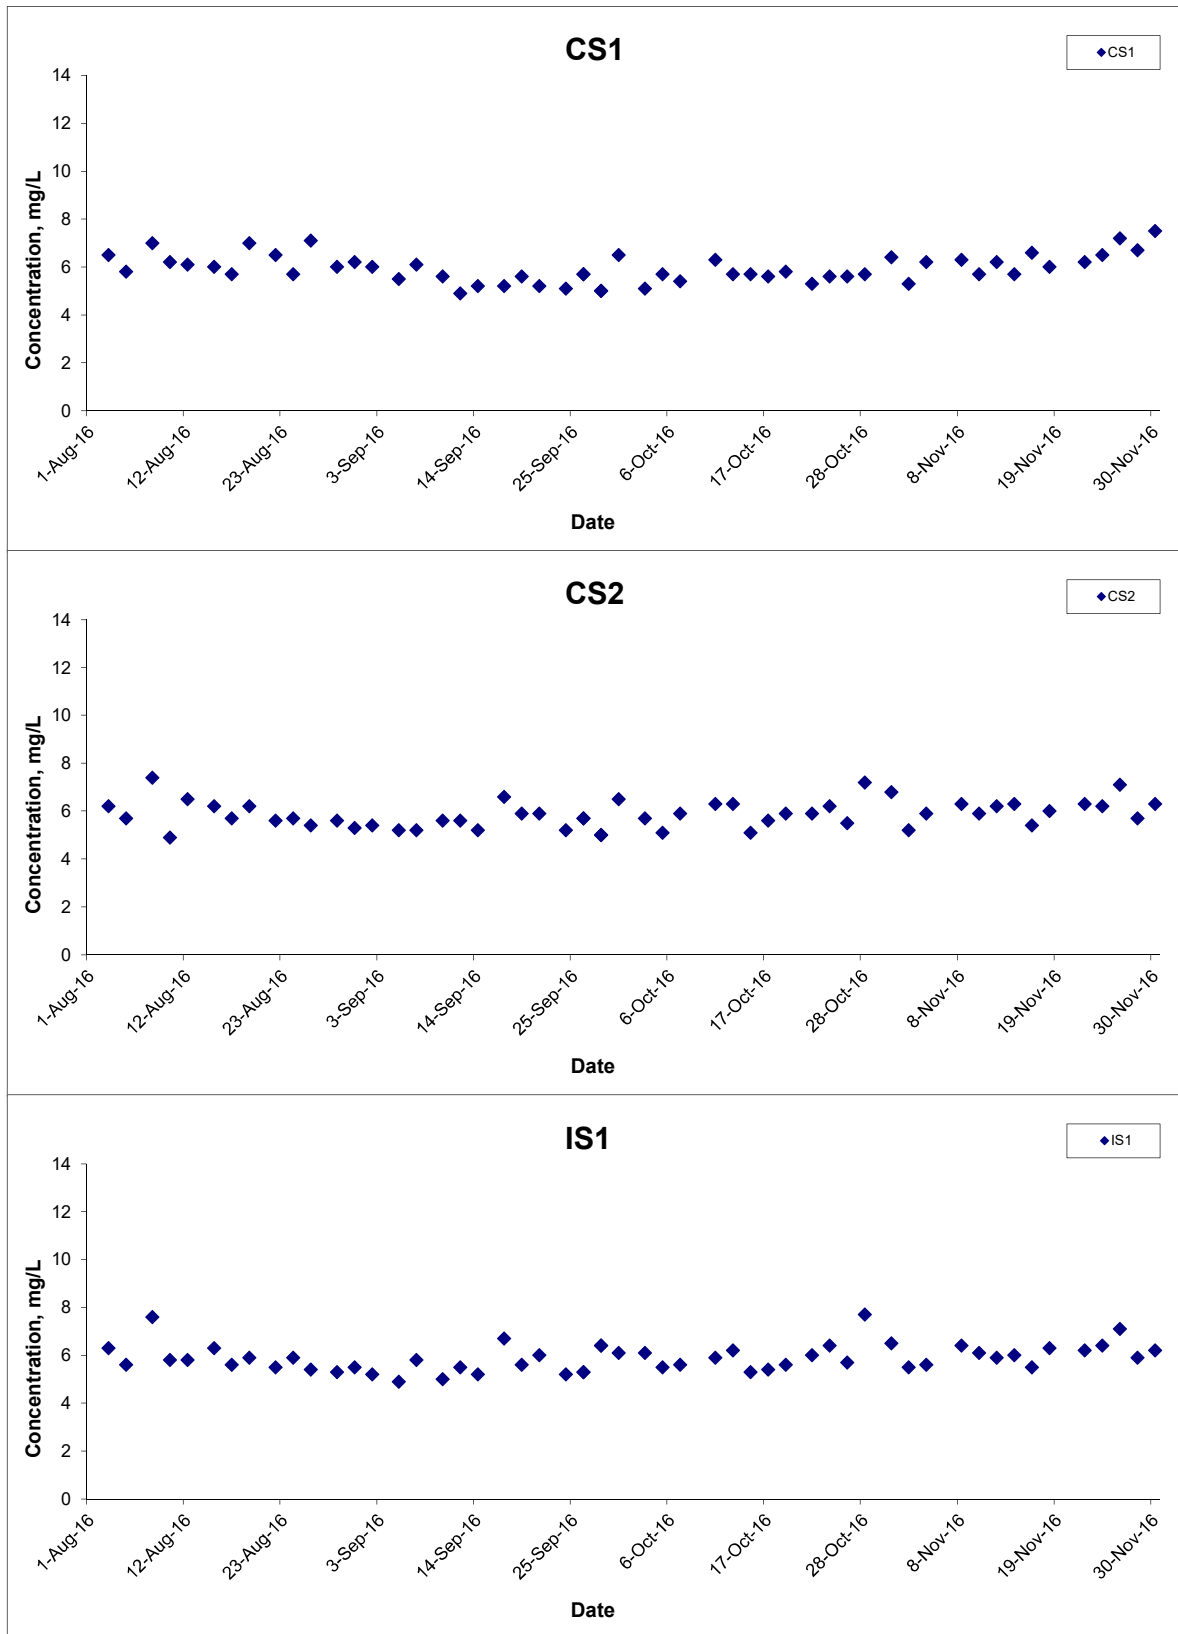 CS1
CS1
14
12
10
8
6
4
2
0
Concentration, mg/L
1-Aug-16
12-Aug-16
23-Aug-16
3-Sep-16
14-Sep-16
25-Sep-16
6-Oct-16
17-Oct-16
28-Oct-16
8-Nov-16
19-Nov-16
30-Nov-16
Date
CS2
CS2
14
12
10
8
6
4
2
0
Concentration, mg/L
1-Aug-16
12-Aug-16
23-Aug-16
3-Sep-16
14-Sep-16
25-Sep-16
6-Oct-16
17-Oct-16
28-Oct-16
8-Nov-16
19-Nov-16
30-Nov-16
Date
IS1
IS1
14
12
10
8
6
4
2
0
Concentration, mg/L
1-Aug-16
12-Aug-16
23-Aug-16
3-Sep-16
14-Sep-16
25-Sep-16
6-Oct-16
17-Oct-16
28-Oct-16
8-Nov-16
19-Nov-16
30-Nov-16
Date